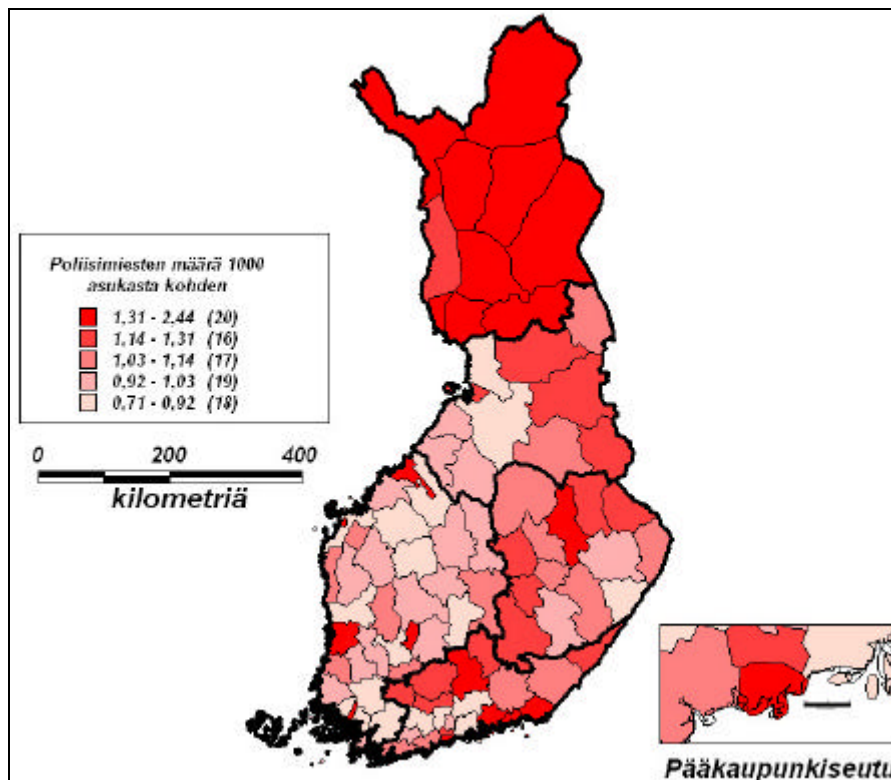 Poliisimiesten määrä 1000
asukasta kohden
1,31 - 2,44 (20)
1,14 - 1,31 (16)
1,03 - 1,14 (17)
0,92 - 1,03 (19)
0,71 - 0,92 (18)
0 200 400
kilometriä
Pääkaupunkiseutu